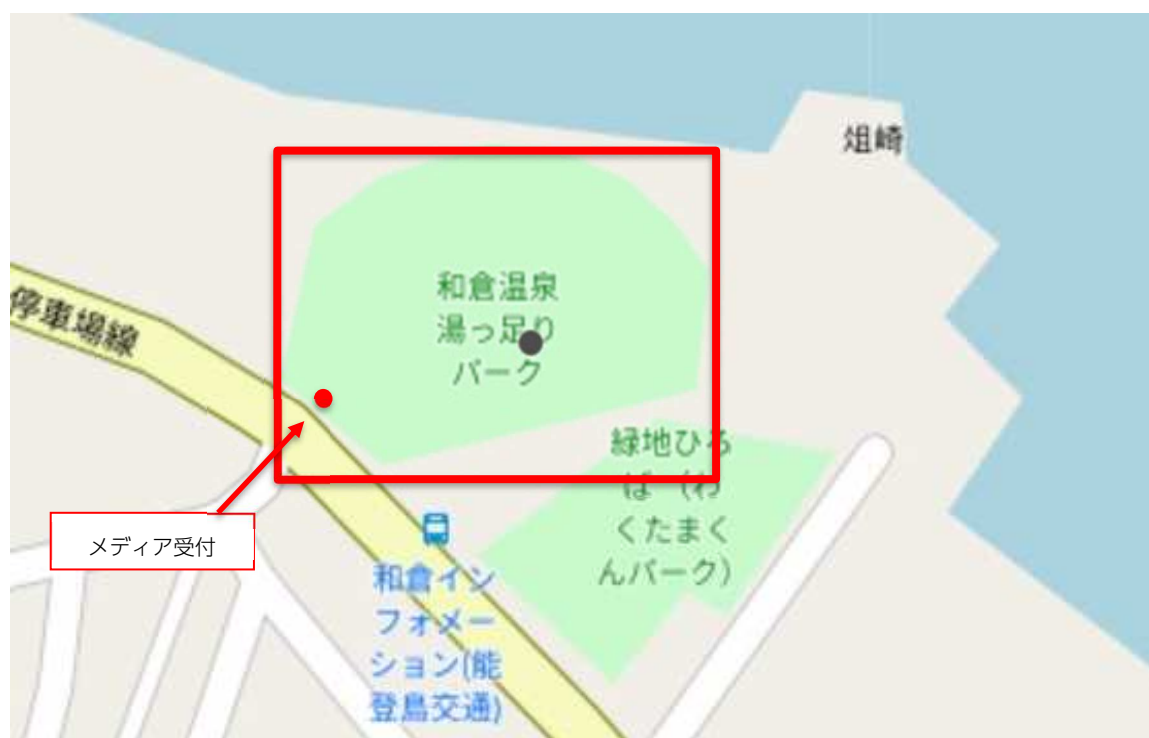 俎崎
和倉温泉
湯っ足り
パーク
停車場線
緑地ひろ
ば (わ
くたまく
んパーク)
メディア受付
和倉イン
フォメー
ション(能
登島交通)